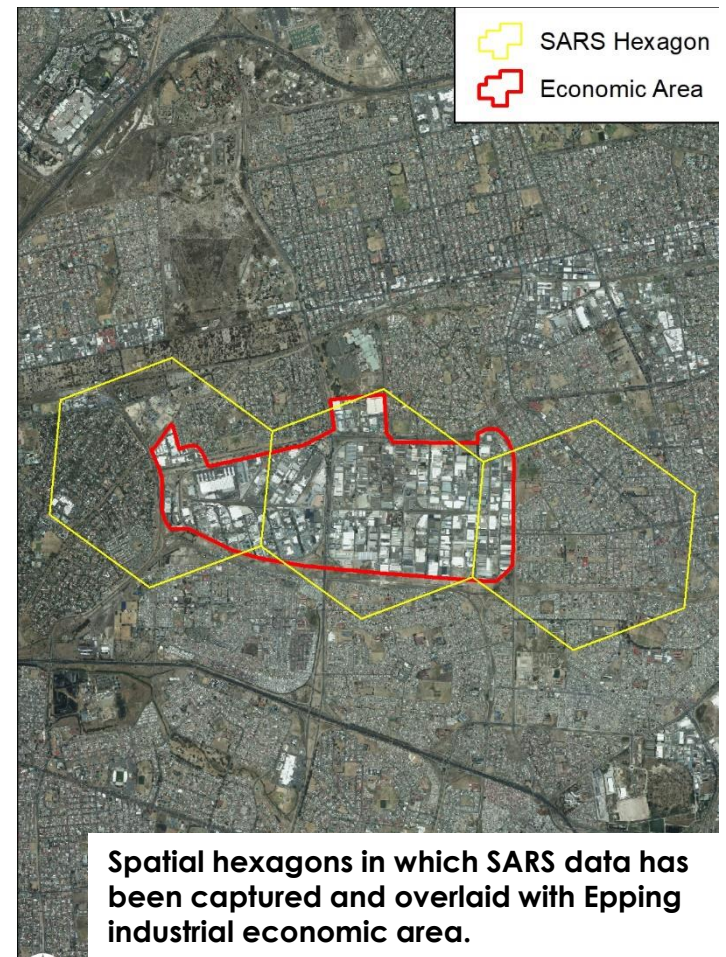 SARS Hexagon
Economic Area
Spatial hexagons in which SARS data has
been captured and overlaid with Epping
industrial economic area.